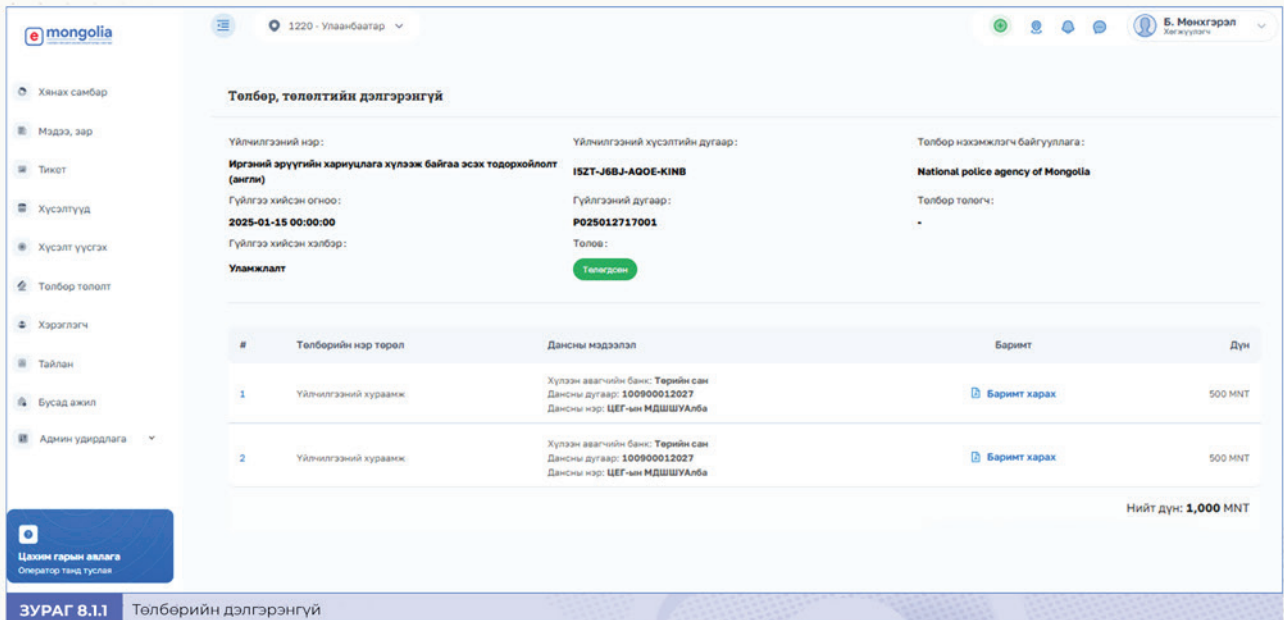 e mongolia
1220 - Улаанбаатар
Б. Мөнхгэрэл
Хөгжүүлэгч
Хянах самбар
Мэдээ, зар
Тикет
Хүсэлтүүд
Хүсэлт үүсгэх
Төлбөр төлөлт
Хэрэглэгч
Тайлан
Бусад ажил
Админ удирдлага
Цахим гарын авлага
Оператор танд туслая
Төлбөр, төлөлтийн дэлгэрэнгүй
Үйлчилгээний нэр:
Иргэний эрүүгийн хариуцлага хүлээж байгаа эсэх тодорхойлолт
(англи)
Үйлчилгээний хүсэлтийн дугаар:
I5ZT-J6BJ-AQOE-KINB
Төлбөр нэхэмжлэгч байгууллага:
National police agency of Mongolia
Гүйлгээ хийсэн огноо:
2025-01-15 00:00:00
Гүйлгээний дугаар:
P025012717001
Төлбөр төлөгч:
-
Гүйлгээ хийсэн хэлбэр:
Уламжлалт
Төлөв:
Төлөгдсөн
# Төлбөрийн нэр төрөл Дансны мэдээлэл Баримт Дүн
1 Үйлчилгээний хураамж
Хүлээн авагчийн банк: Төрийн сан
Дансны дугаар: 100900012027
Дансны нэр: ЦЕГ-ын МДШШУАлба
Баримт харах 500 MNT
2 Үйлчилгээний хураамж
Хүлээн авагчийн банк: Төрийн сан
Дансны дугаар: 100900012027
Дансны нэр: ЦЕГ-ын МДШШУАлба
Баримт харах 500 MNT
Нийт дүн: 1,000 MNT
ЗУРАГ 8.1.1 Төлбөрийн дэлгэрэнгүй